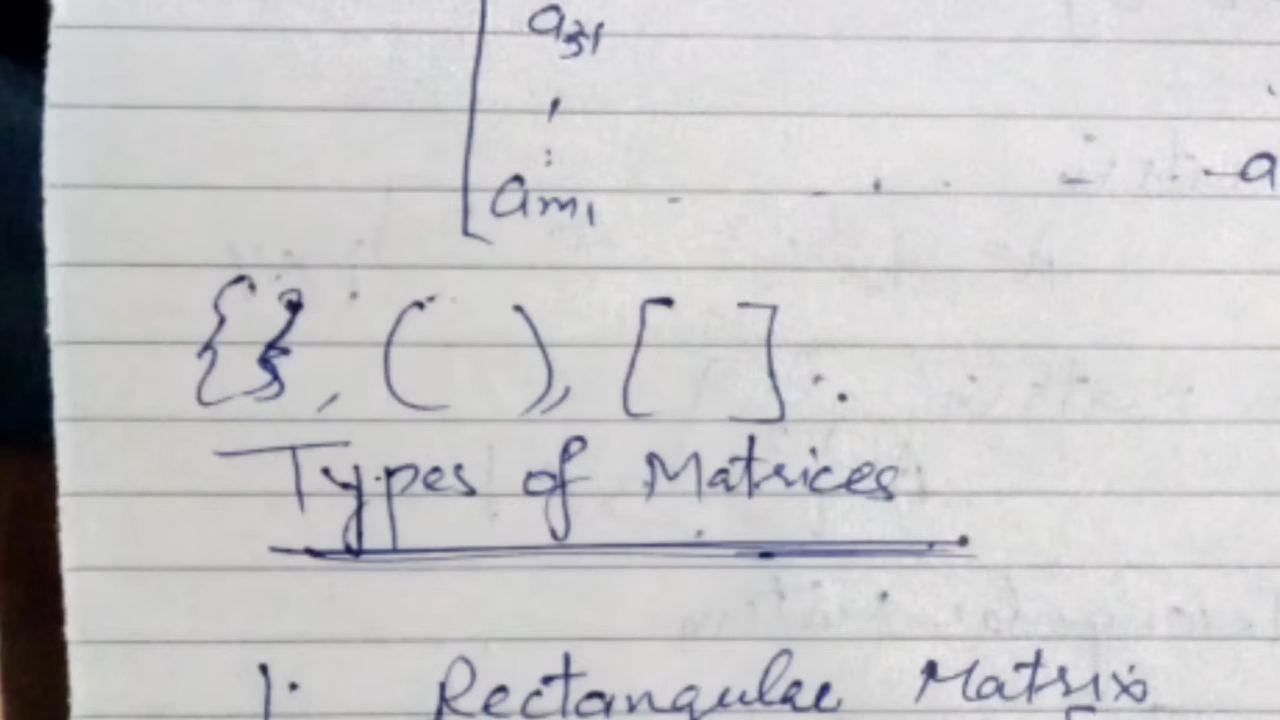 a31
am1 a
{ }, ( ), [ ].
Types of Matrices
1. Rectangular Matrix